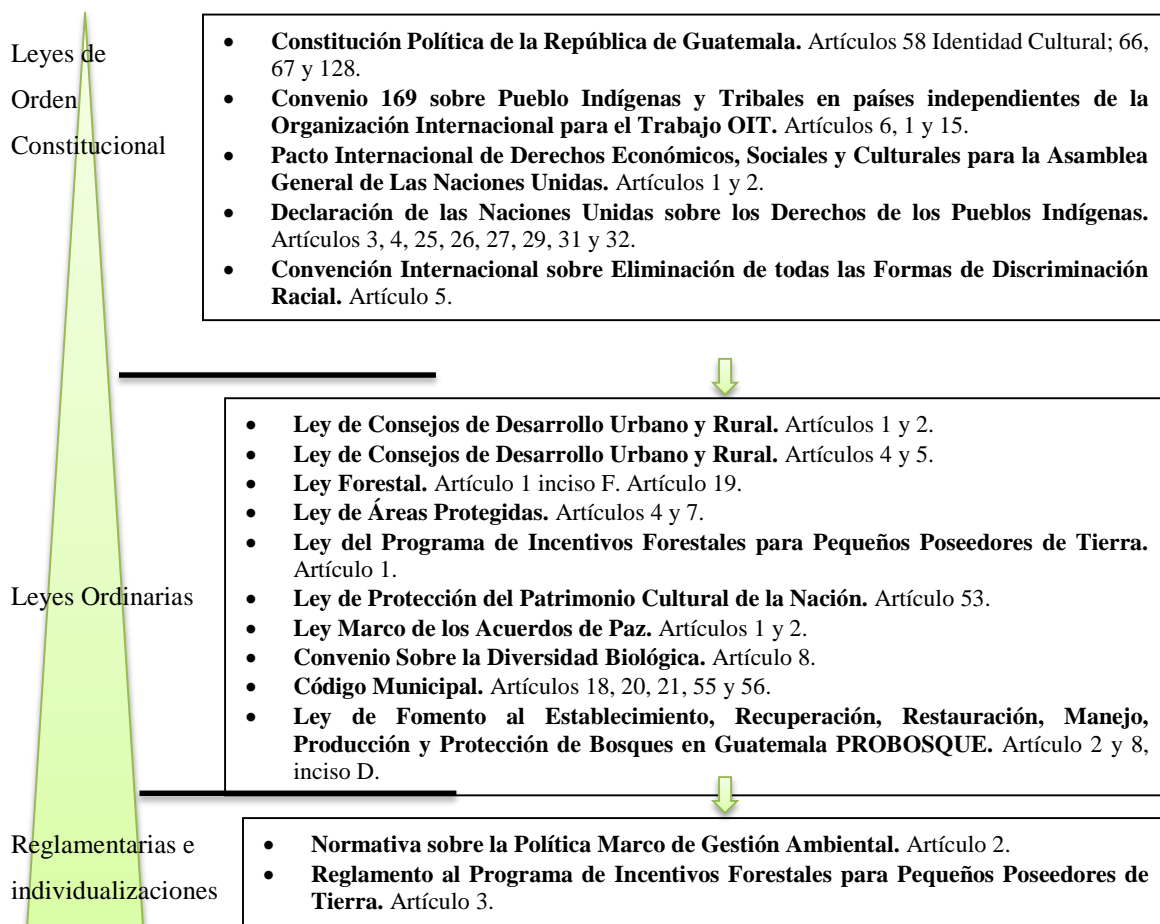 Leyes de
Orden
Constitucional
• Constitución Política de la República de Guatemala. Artículos 58 Identidad Cultural; 66,
67 y 128.
• Convenio 169 sobre Pueblo Indígenas y Tribales en países independientes de la
Organización Internacional para el Trabajo OIT. Artículos 6, 1 y 15.
• Pacto Internacional de Derechos Económicos, Sociales y Culturales para la Asamblea
General de Las Naciones Unidas. Artículos 1 y 2.
• Declaración de las Naciones Unidas sobre los Derechos de los Pueblos Indígenas.
Artículos 3, 4, 25, 26, 27, 29, 31 y 32.
• Convención Internacional sobre Eliminación de todas las Formas de Discriminación
Racial. Artículo 5.
Leyes Ordinarias
• Ley de Consejos de Desarrollo Urbano y Rural. Artículos 1 y 2.
• Ley de Consejos de Desarrollo Urbano y Rural. Artículos 4 y 5.
• Ley Forestal. Artículo 1 inciso F. Artículo 19.
• Ley de Áreas Protegidas. Artículos 4 y 7.
• Ley del Programa de Incentivos Forestales para Pequeños Poseedores de Tierra.
Artículo 1.
• Ley de Protección del Patrimonio Cultural de la Nación. Artículo 53.
• Ley Marco de los Acuerdos de Paz. Artículos 1 y 2.
• Convenio Sobre la Diversidad Biológica. Artículo 8.
• Código Municipal. Artículos 18, 20, 21, 55 y 56.
• Ley de Fomento al Establecimiento, Recuperación, Restauración, Manejo,
Producción y Protección de Bosques en Guatemala PROBOSQUE. Artículo 2 y 8,
inciso D.
Reglamentarias e
individualizaciones
• Normativa sobre la Política Marco de Gestión Ambiental. Artículo 2.
• Reglamento al Programa de Incentivos Forestales para Pequeños Poseedores de
Tierra. Artículo 3.